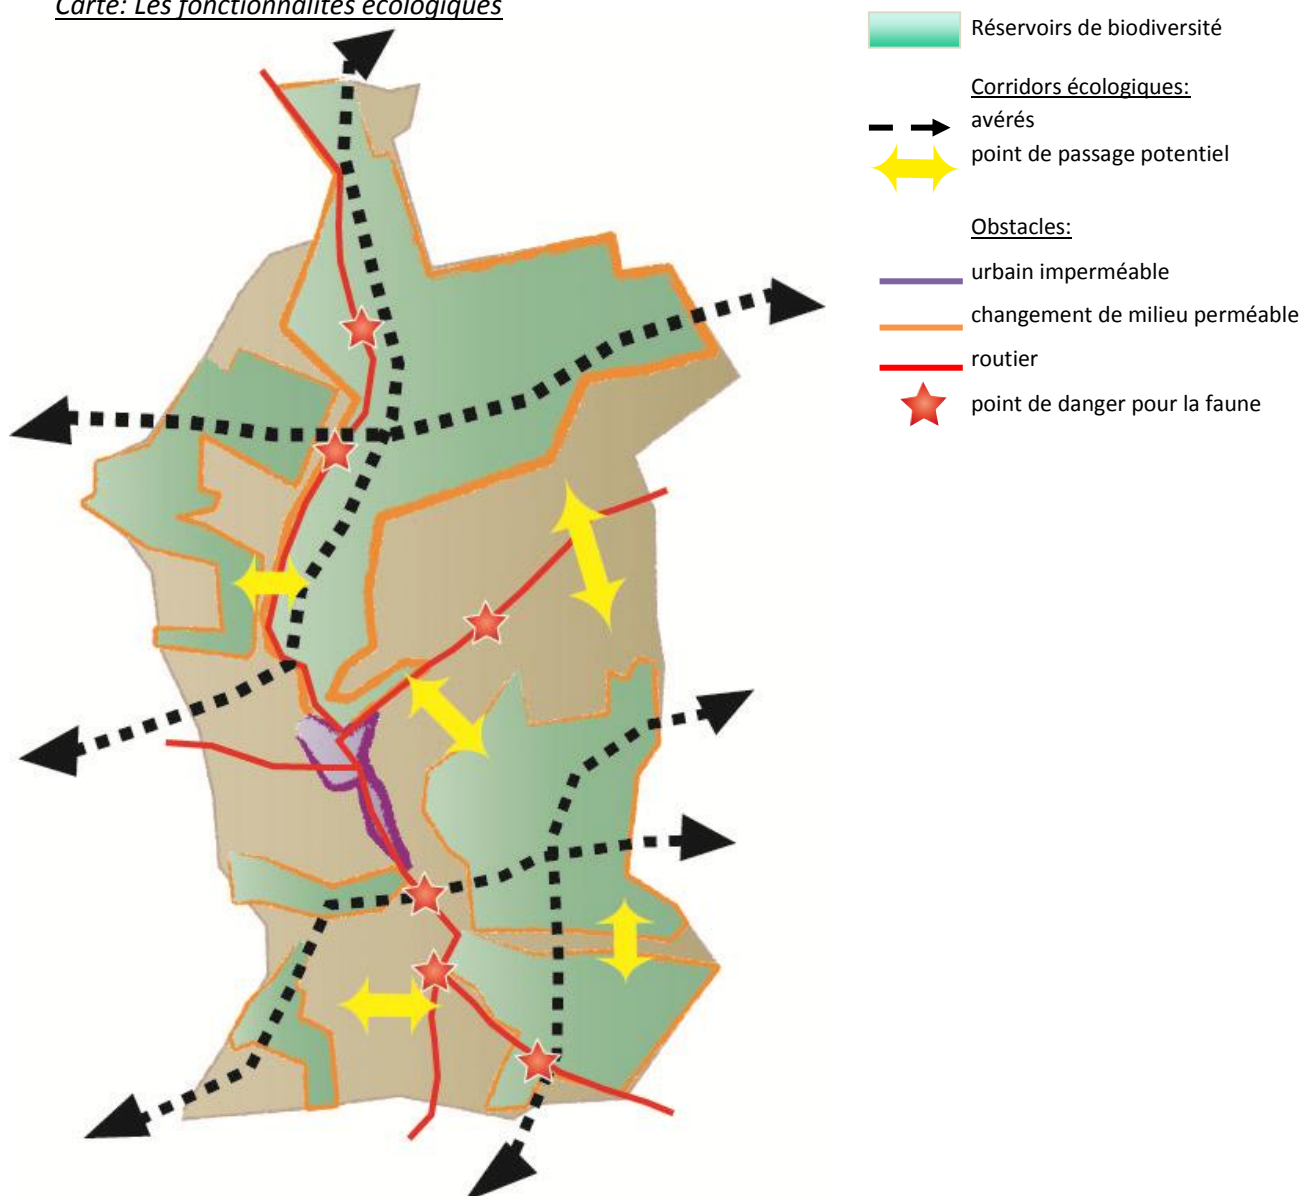 Carte: Les fonctionnalités écologiques
Réservoirs de biodiversité
Corridors écologiques:
avérés
point de passage potentiel
Obstacles:
urbain imperméable
changement de milieu perméable
routier
point de danger pour la faune